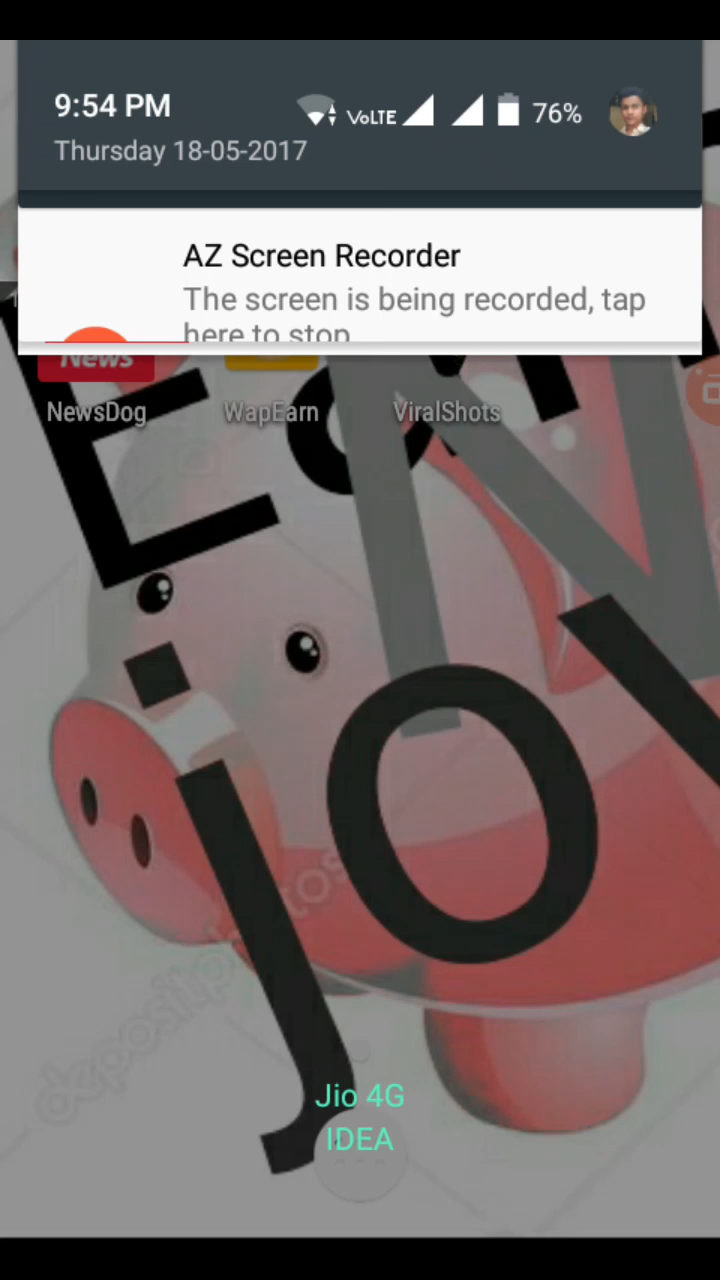 9:54 PM
VoLTE
76%
Thursday 18-05-2017
AZ Screen Recorder
The screen is being recorded, tap
here to stop
News
NewsDog
WapEarn
ViralShots
E
N
joy
depositphotos
Jio 4G
IDEA